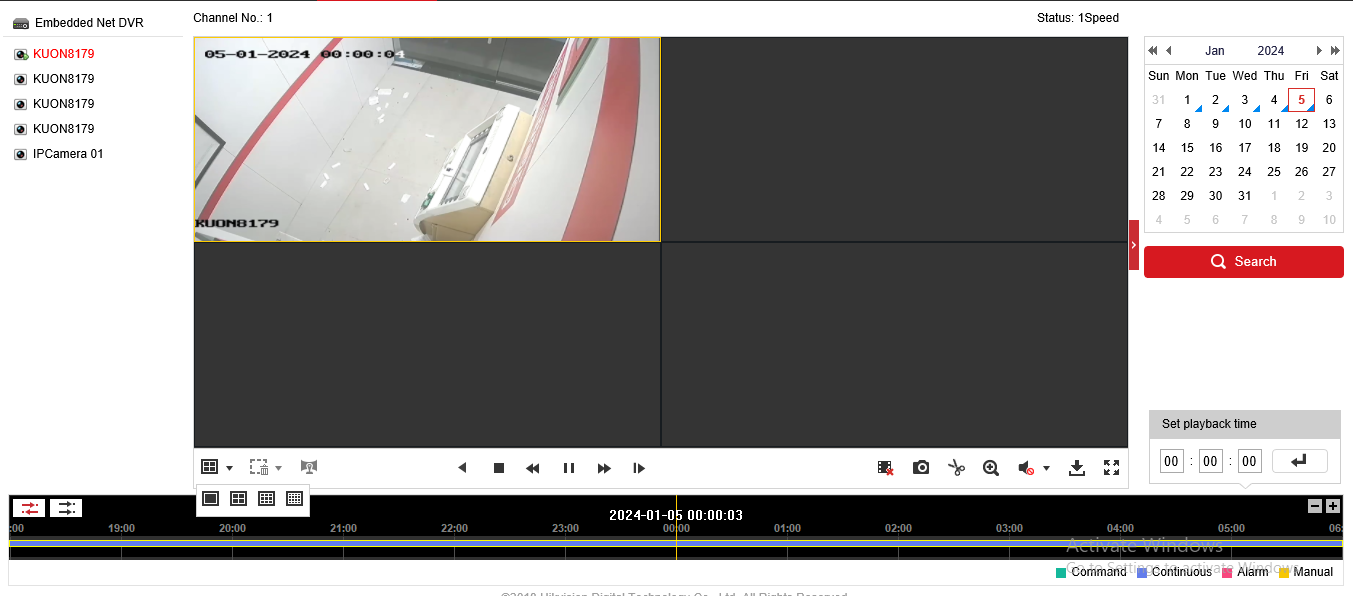 Embedded Net DVR
KUON8179
KUON8179
KUON8179
KUON8179
IPCamera 01
Channel No.: 1
Status: 1Speed
05-01-2024 00:00:04
KUON8179
Jan 2024
Sun Mon Tue Wed Thu Fri Sat
31 1 2 3 4 5 6
7 8 9 10 11 12 13
14 15 16 17 18 19 20
21 22 23 24 25 26 27
28 29 30 31 1 2 3
4 5 6 7 8 9 10
Search
Set playback time
00 : 00 : 00
2024-01-05 00:00:03
:00 19:00 20:00 21:00 22:00 23:00 00:00 01:00 02:00 03:00 04:00 05:00 06:
Activate Windows
Go to Settings to activate Windows.
Command Continuous Alarm Manual
©2018 Hikvision Digital Technology Co., Ltd. All Rights Reserved.